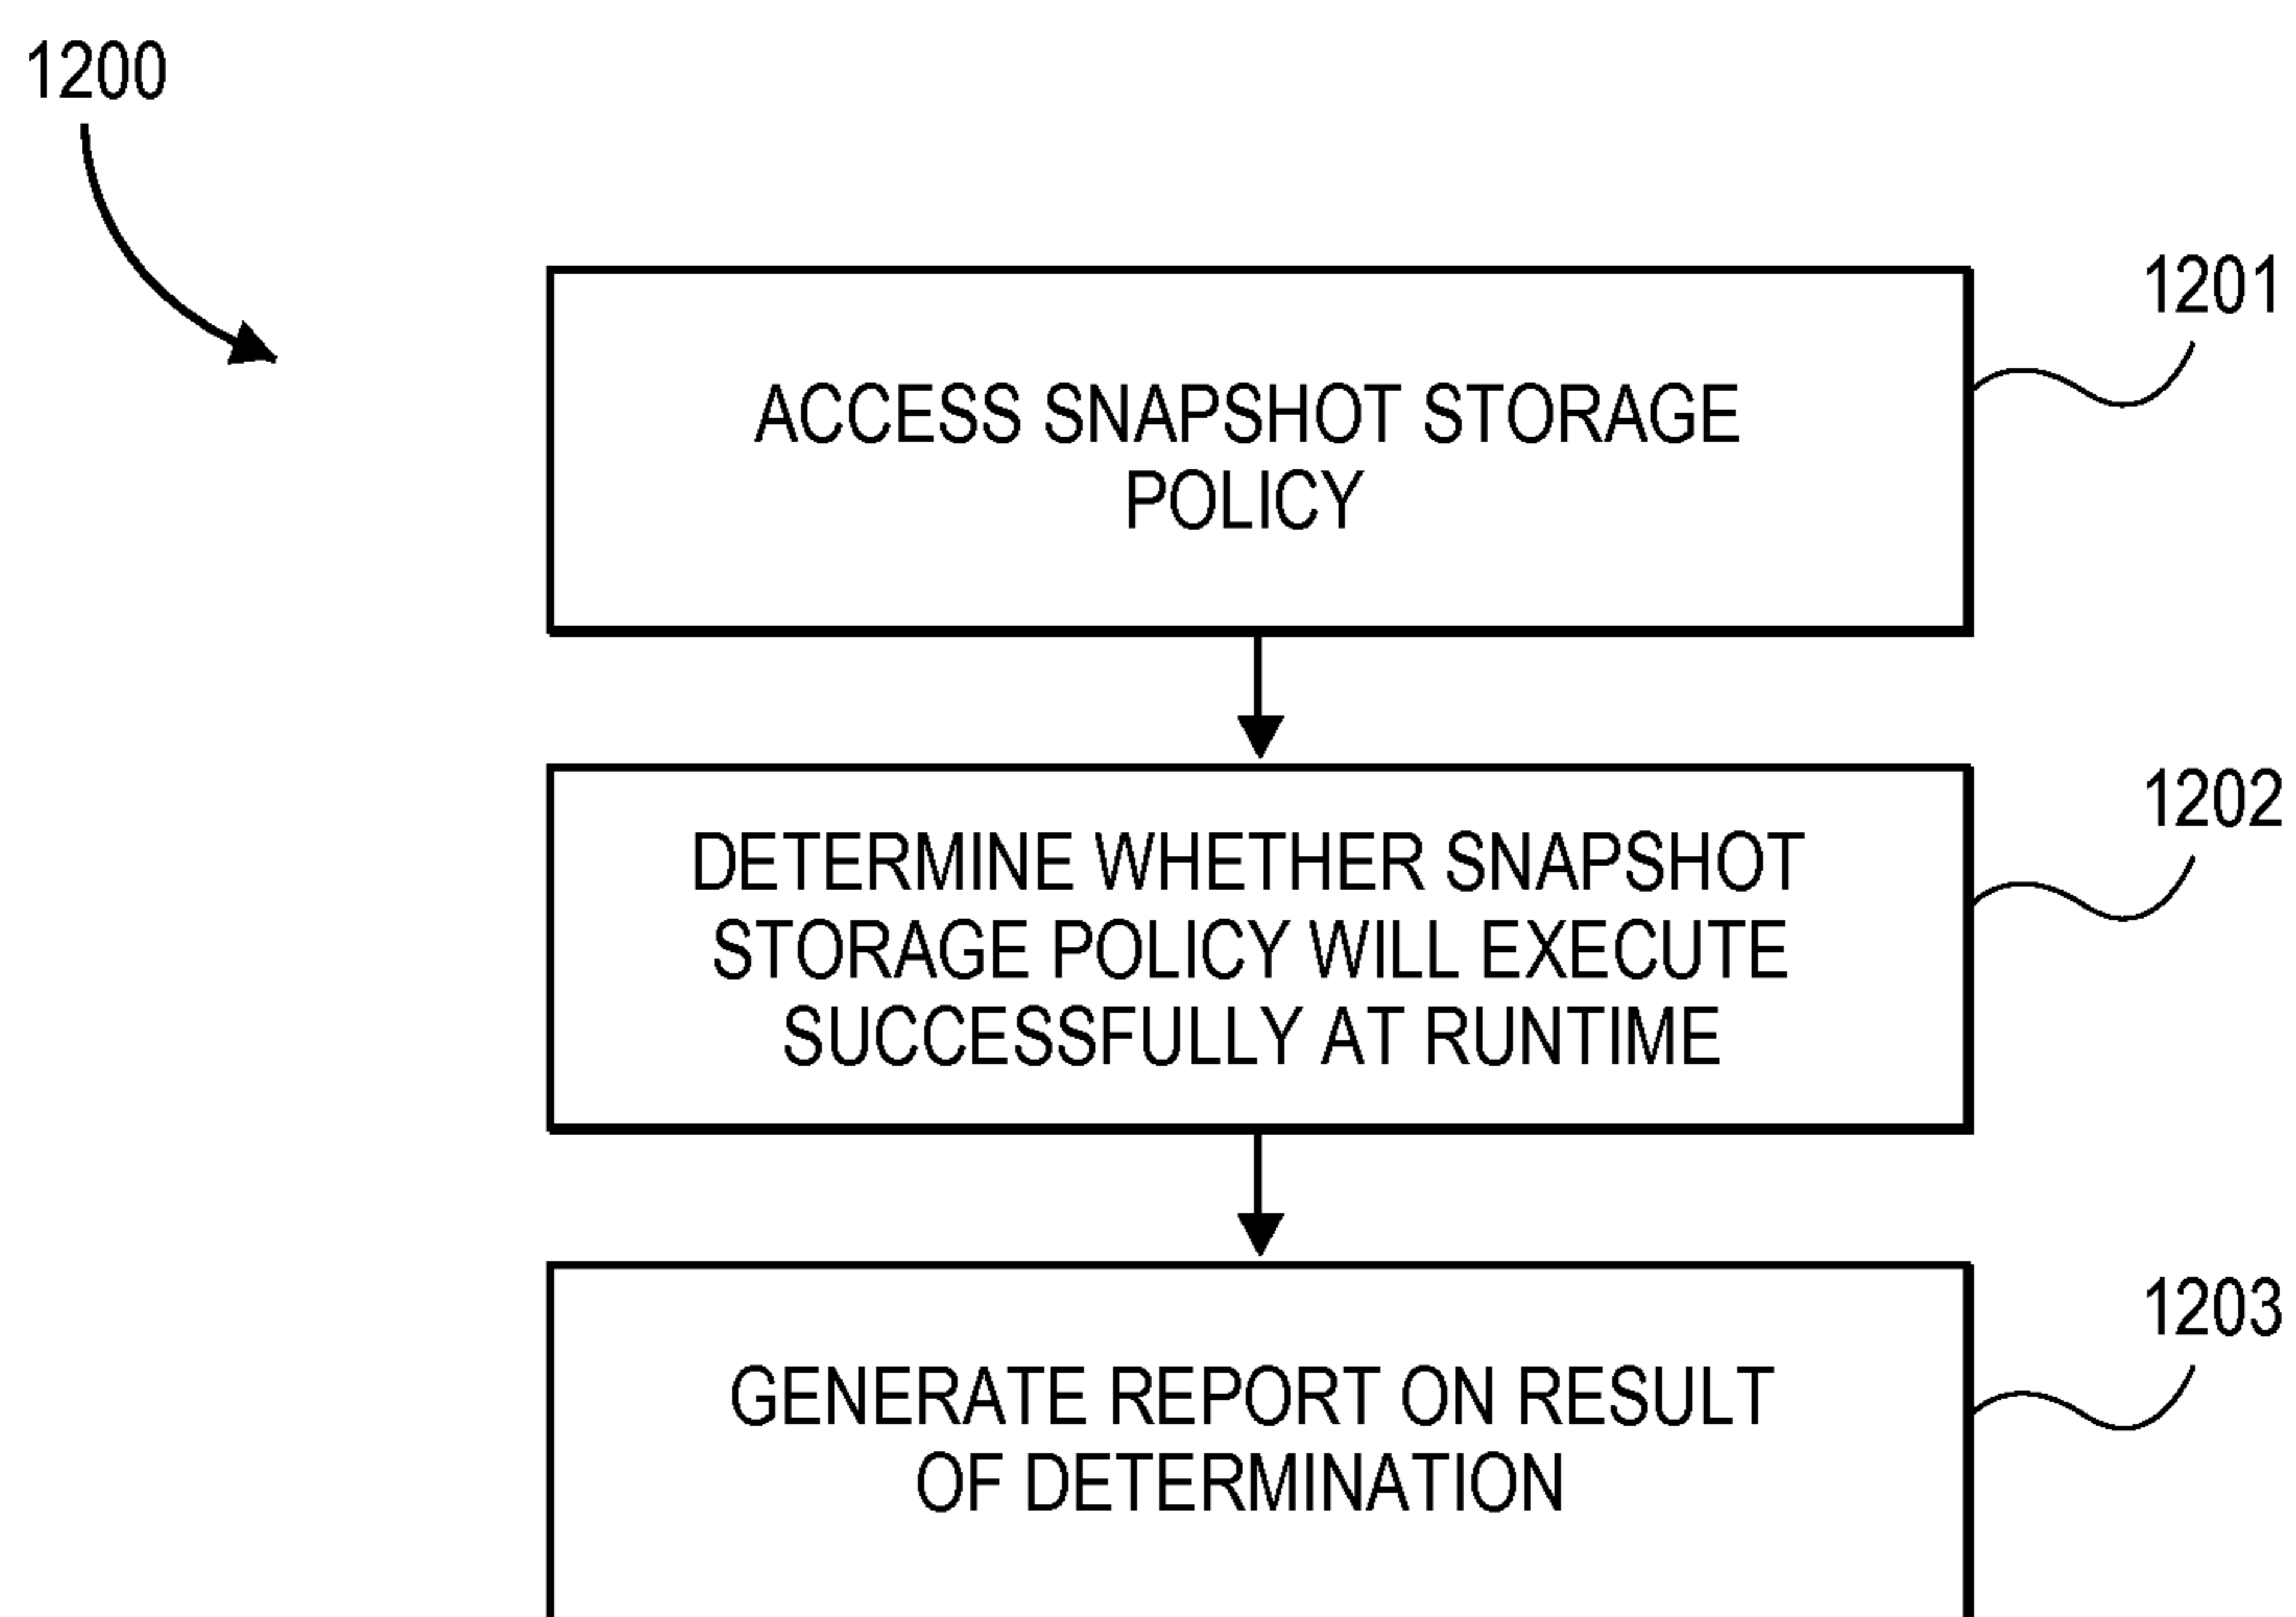 1200
1201
ACCESS SNAPSHOT STORAGE
POLICY
1202
DETERMINE WHETHER SNAPSHOT
STORAGE POLICY WILL EXECUTE
SUCCESSFULLY AT RUNTIME
1203
GENERATE REPORT ON RESULT
OF DETERMINATION